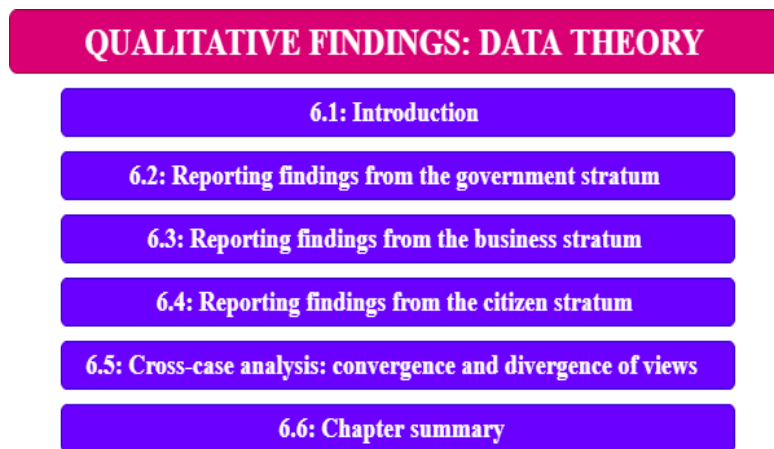 QUALITATIVE FINDINGS: DATA THEORY
6.1: Introduction
6.2: Reporting findings from the government stratum
6.3: Reporting findings from the business stratum
6.4: Reporting findings from the citizen stratum
6.5: Cross-case analysis: convergence and divergence of views
6.6: Chapter summary